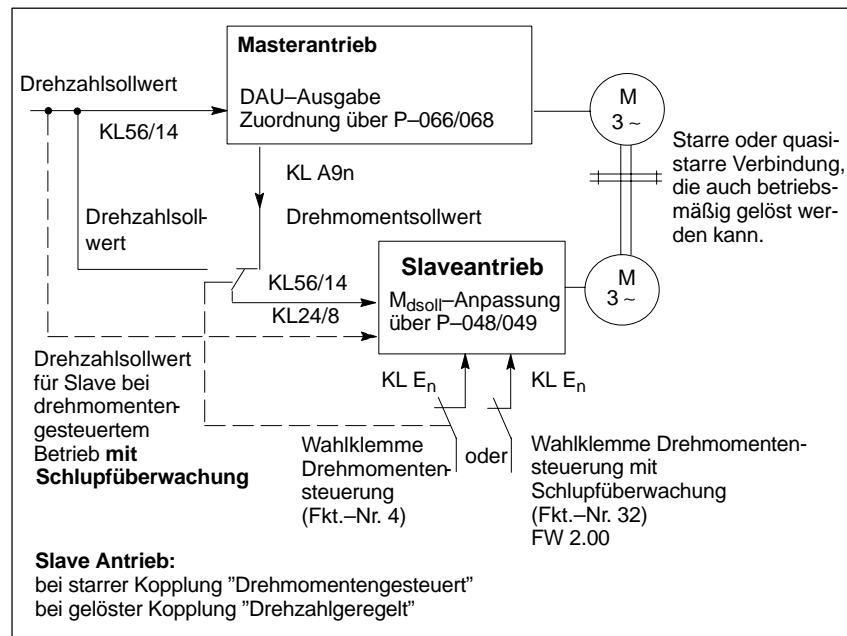 Masterantrieb
Drehzahlsollwert
DAU–Ausgabe
Zuordnung über P–066/068
KL56/14
M
3 ~
Starre oder quasi-
starre Verbindung,
die auch betriebs-
mäßig gelöst wer-
den kann.
KL A9n
Drehzahlsoll-
wert
Drehmomentsollwert
Slaveantrieb
KL56/14
Mdsoll–Anpassung
über P–048/049
KL24/8
M
3 ~
Drehzahlsollwert
für Slave bei
drehmomenten-
gesteuertem
Betrieb mit
Schlupfüberwachung
KL En
KL En
Wahlklemme
Drehmomenten-
steuerung
(Fkt.–Nr. 4)
oder
Wahlklemme Drehmomenten-
steuerung mit
Schlupfüberwachung
(Fkt.–Nr. 32)
FW 2.00
Slave Antrieb:
bei starrer Kopplung ”Drehmomentengesteuert”
bei gelöster Kopplung ”Drehzahlgeregelt”